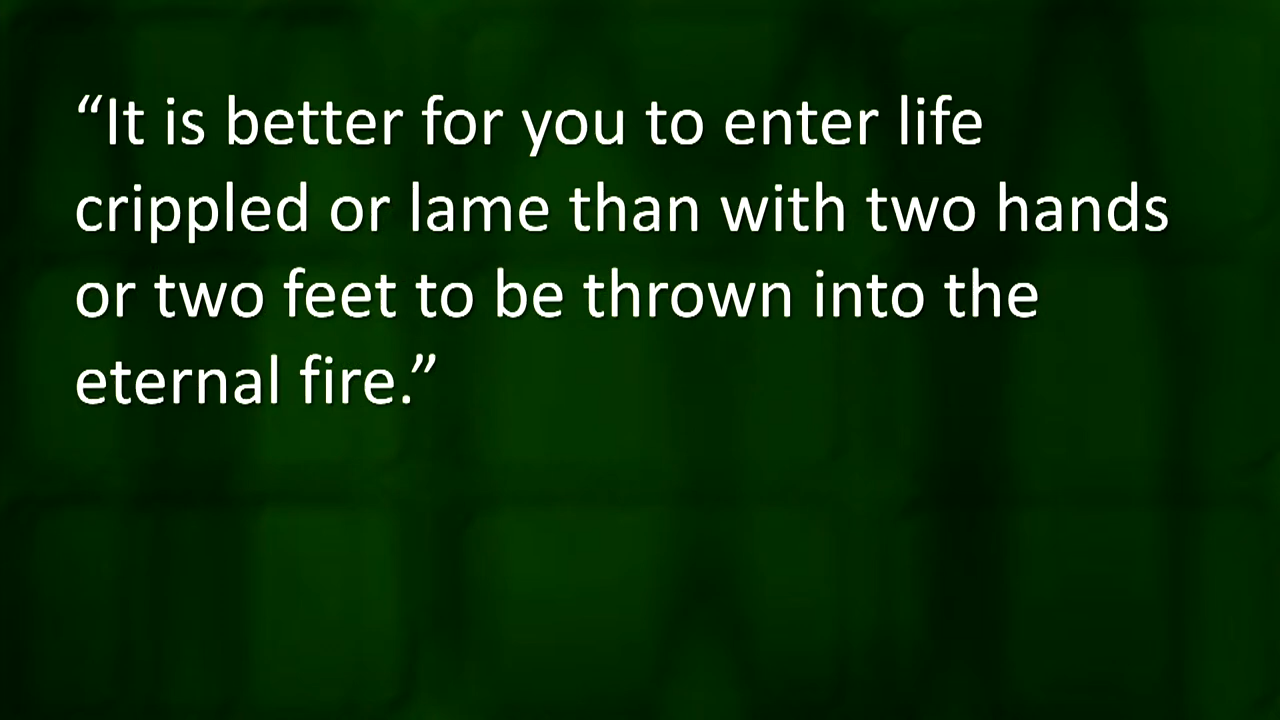 “It is better for you to enter life
crippled or lame than with two hands
or two feet to be thrown into the
eternal fire.”